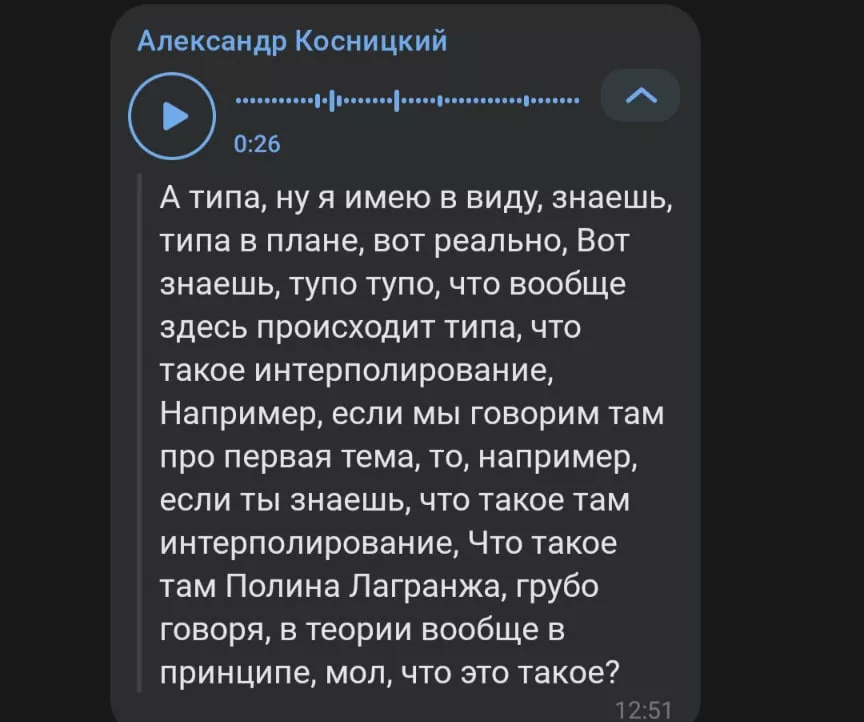 Александр Косницкий
0:26
А типа, ну я имею в виду, знаешь,
типа в плане, вот реально, Вот
знаешь, тупо тупо, что вообще
здесь происходит типа, что
такое интерполирование,
Например, если мы говорим там
про первая тема, то, например,
если ты знаешь, что такое там
интерполирование, Что такое
там Полина Лагранжа, грубо
говоря, в теории вообще в
принципе, мол, что это такое?
12:51